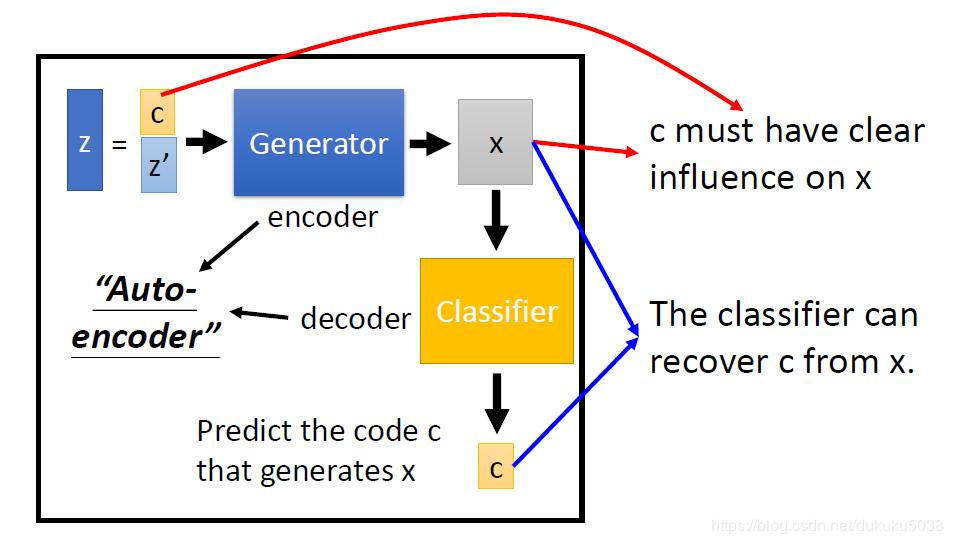 z
=
c
z’
Generator
x
c must have clear
influence on x
encoder
“Auto-
encoder”
decoder
Classifier
The classifier can
recover c from x.
Predict the code c
that generates x
c
https://blog.csdn.net/dukuku5038